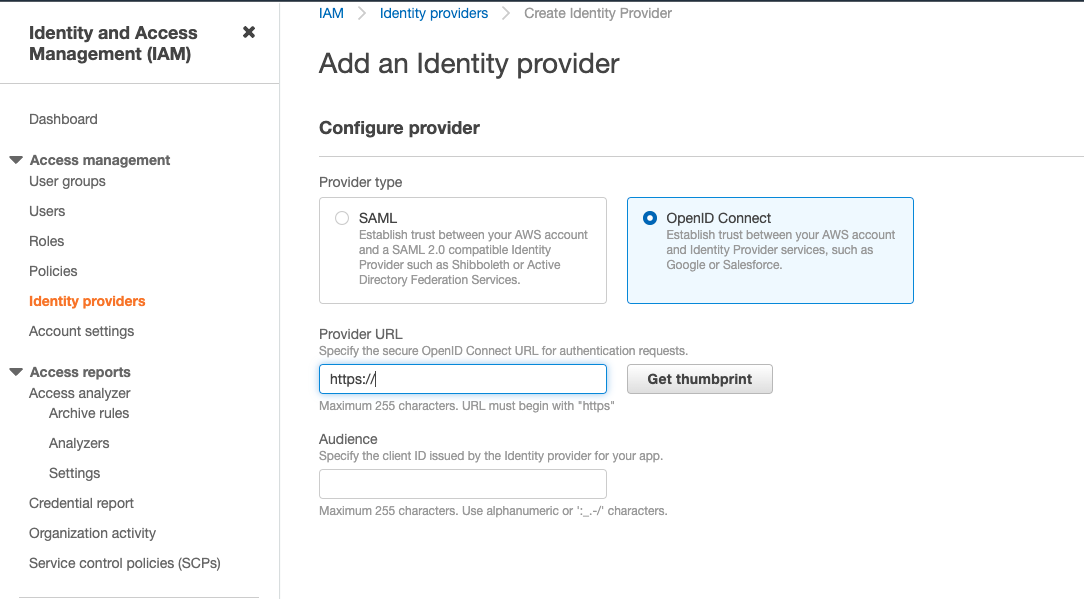 IAM > Identity providers > Create Identity Provider
Identity and Access
Management (IAM)
Dashboard
Access management
User groups
Users
Roles
Policies
Identity providers
Account settings
Access reports
Access analyzer
Archive rules
Analyzers
Settings
Credential report
Organization activity
Service control policies (SCPs)
Add an Identity provider
Configure provider
Provider type
SAML
Establish trust between your AWS account
and a SAML 2.0 compatible Identity
Provider such as Shibboleth or Active
Directory Federation Services.
OpenID Connect
Establish trust between your AWS account
and Identity Provider services, such as
Google or Salesforce.
Provider URL
Specify the secure OpenID Connect URL for authentication requests.
https://
Get thumbprint
Maximum 255 characters. URL must begin with "https"
Audience
Specify the client ID issued by the Identity provider for your app.
Maximum 255 characters. Use alphanumeric or ':_.-/' characters.